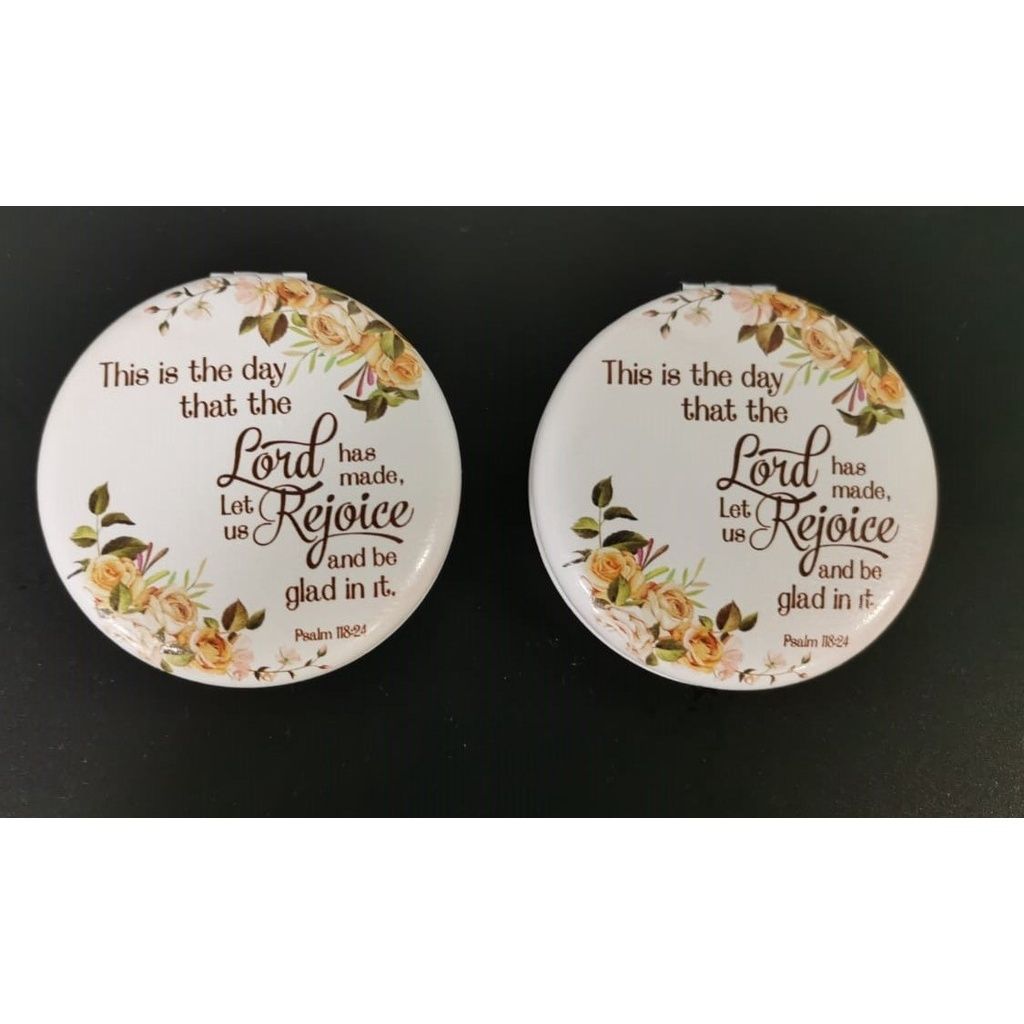 This is the day
that the
Lord has
made,
Let
us Rejoice
and be
glad in it.
Psalm 118:24
This is the day
that the
Lord has
made,
Let
us Rejoice
and be
glad in it.
Psalm 118:24